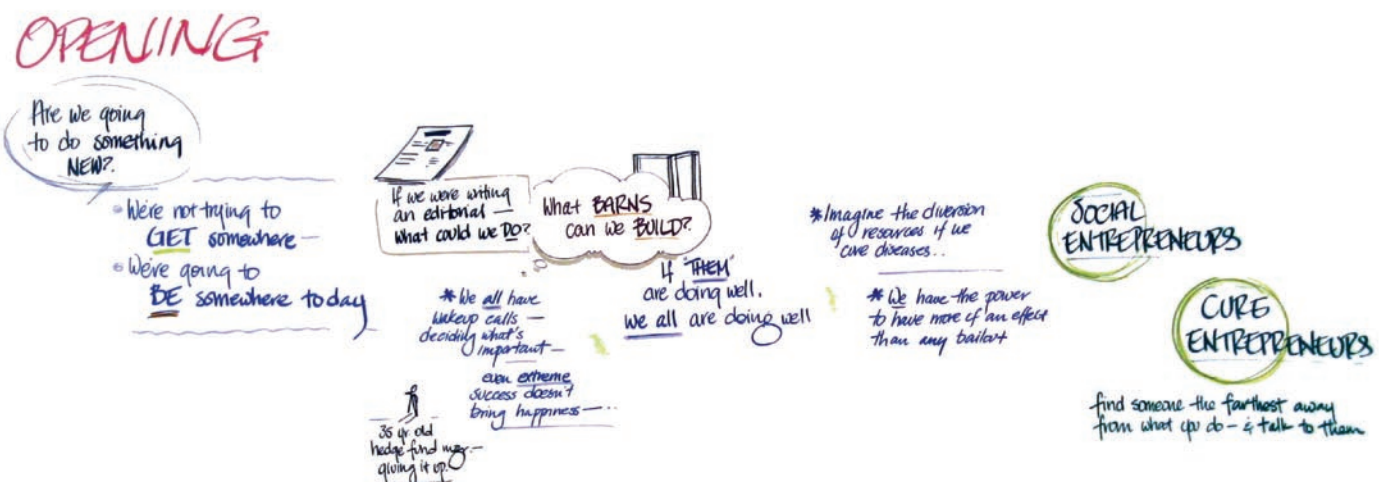 OPENING
Are we going
to do something
NEW?
We're not trying to
GET somewhere —
We're going to
BE somewhere today
If we were writing
an editorial —
what could we DO?
What BARNS
can we BUILD?
* We all have
wakeup calls —
deciding what's
important —
even extreme
success doesn't
bring happiness — ..
35 yr old
hedge fund mgr. —
giving it up.
If "THEM"
are doing well,
we all are doing well
* Imagine the diversion
of resources if we
cure diseases..
* We have the power
to have more of an effect
than any bailout
SOCIAL
ENTREPRENEURS
CURE
ENTREPRENEURS
find someone the farthest away
from what you do — & talk to them